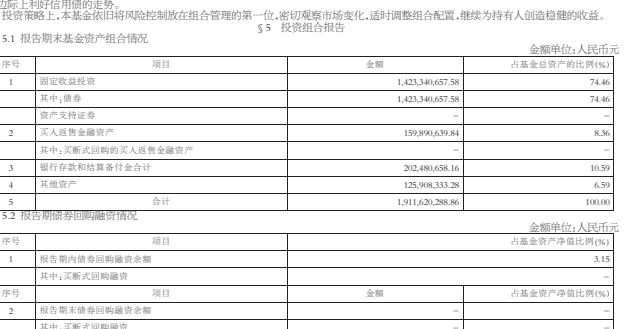 边际上利好信用债的走势。
投资策略上,本基金依旧将风险控制放在组合管理的第一位,密切观察市场变化,适时调整组合配置,继续为持有人创造稳健的收益。
§5 投资组合报告
5.1 报告期末基金资产组合情况
金额单位:人民币元
序号 项目 金额 占基金总资产的比例(%)
1 固定收益投资 1,423,340,657.58 74.46
其中:债券 1,423,340,657.58 74.46
资产支持证券 - -
2 买入返售金融资产 159,890,639.84 8.36
其中:买断式回购的买入返售金融资产 - -
3 银行存款和结算备付金合计 202,480,658.16 10.59
4 其他资产 125,908,333.28 6.59
5 合计 1,911,620,288.86 100.00
5.2 报告期债券回购融资情况
金额单位:人民币元
序号 项目 占基金资产净值比例(%)
1 报告期内债券回购融资余额 3.15
其中:买断式回购融资 -
序号 项目 金额 占基金资产净值比例(%)
2 报告期末债券回购融资余额 - -
其中:买断式回购融资 - -